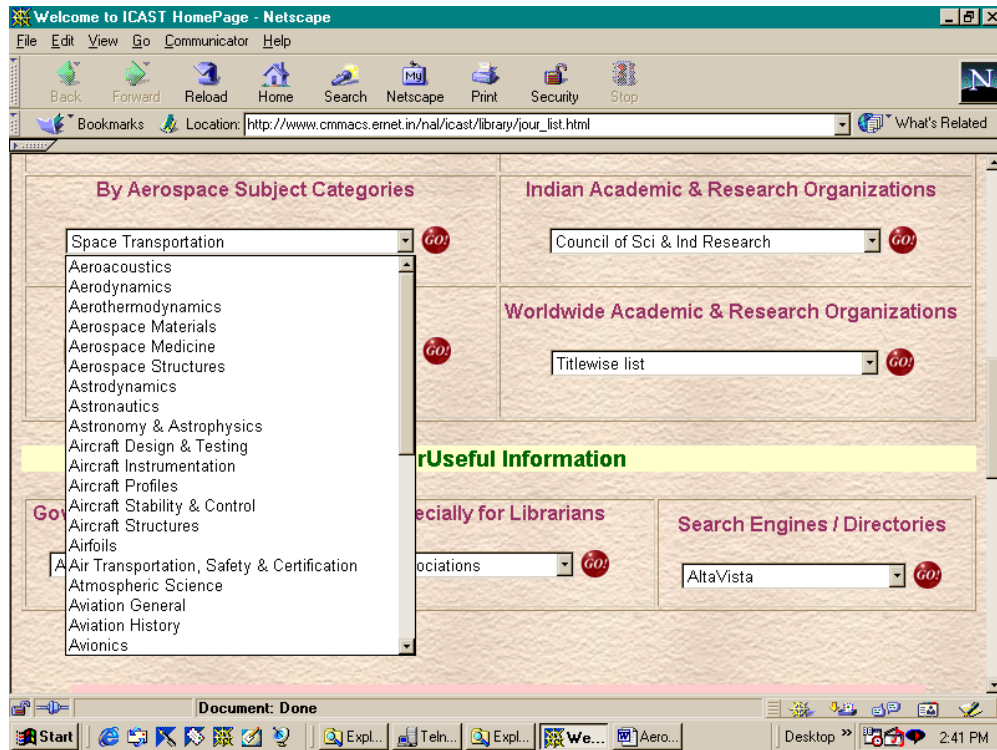 Welcome to ICAST HomePage - Netscape
File Edit View Go Communicator Help
My
Back Forward Reload Home Search Netscape Print Security Stop
N
Bookmarks Location: http://www.cmmacs.ernet.in/nal/icast/library/jour_list.html What's Related
By Aerospace Subject Categories
Indian Academic & Research Organizations
Space Transportation GO!
Council of Sci & Ind Research GO!
Aeroacoustics
Aerodynamics
Aerothermodynamics
Aerospace Materials
Aerospace Medicine
Aerospace Structures
Astrodynamics
Astronautics
Astronomy & Astrophysics
Aircraft Design & Testing
Aircraft Instrumentation
Aircraft Profiles
Aircraft Stability & Control
Aircraft Structures
Airfoils
Air Transportation, Safety & Certification
Atmospheric Science
Aviation General
Aviation History
Avionics
GO!
Worldwide Academic & Research Organizations
Titlewise list GO!
rUseful Information
Gov
ecially for Librarians
Search Engines / Directories
A
ociations GO!
AltaVista GO!
Document: Done
Start Expl... Teln... Expl... We... Aero... Desktop » 2:41 PM